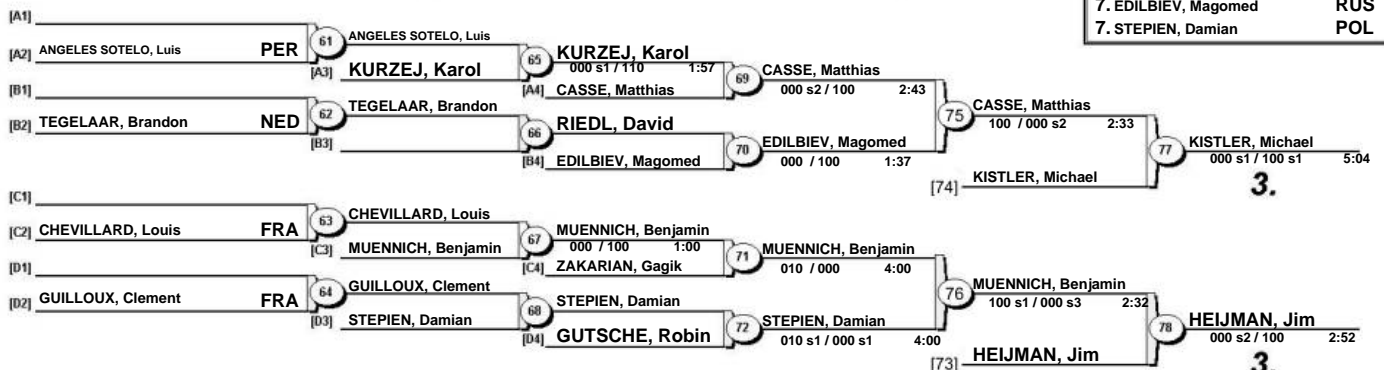 7. EDILBIEV, Magomed RUS
7. STEPIEN, Damian POL
[A1]
[A2] ANGELES SOTELO, Luis PER
61 ANGELES SOTELO, Luis
[A3] KURZEJ, Karol
65 KURZEJ, Karol
000 s1 / 110 1:57
[A4] CASSE, Matthias
69 CASSE, Matthias
000 s2 / 100 2:43
[B1]
[B2] TEGELAAR, Brandon NED
62 TEGELAAR, Brandon
[B3]
66 RIEDL, David
[B4] EDILBIEV, Magomed
70 EDILBIEV, Magomed
000 / 100 1:37
75 CASSE, Matthias
100 / 000 s2 2:33
[74] KISTLER, Michael
77 KISTLER, Michael
000 s1 / 100 s1 5:04
3.
[C1]
[C2] CHEVILLARD, Louis FRA
63 CHEVILLARD, Louis
[C3] MUENNICH, Benjamin
67 MUENNICH, Benjamin
000 / 100 1:00
[C4] ZAKARIAN, Gagik
71 MUENNICH, Benjamin
010 / 000 4:00
[D1]
[D2] GUILLOUX, Clement FRA
64 GUILLOUX, Clement
[D3] STEPIEN, Damian
68 STEPIEN, Damian
[D4] GUTSCHE, Robin
72 STEPIEN, Damian
010 s1 / 000 s1 4:00
76 MUENNICH, Benjamin
100 s1 / 000 s3 2:32
[73] HEIJMAN, Jim
78 HEIJMAN, Jim
000 s2 / 100 2:52
3.